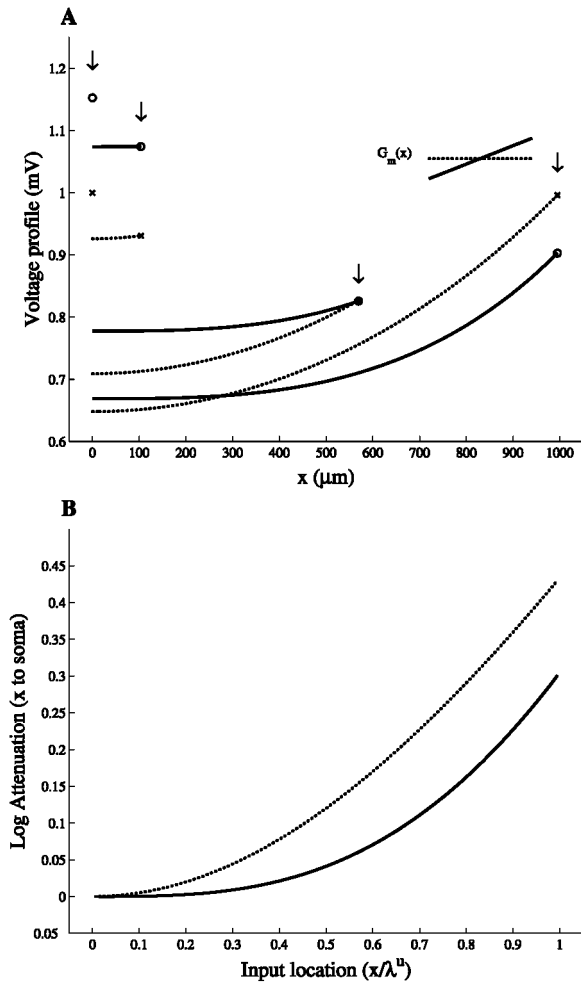 A
Voltage profile (mV)
1.2
1.1
1
0.9
0.8
0.7
0.6
G_m(x)
0 100 200 300 400 500 600 700 800 900 1000
x (μm)
B
Log Attenuation (x to soma)
0.45
0.4
0.35
0.3
0.25
0.2
0.15
0.1
0.05
0
0.05
0 0.1 0.2 0.3 0.4 0.5 0.6 0.7 0.8 0.9 1
Input location (x/λ^u)